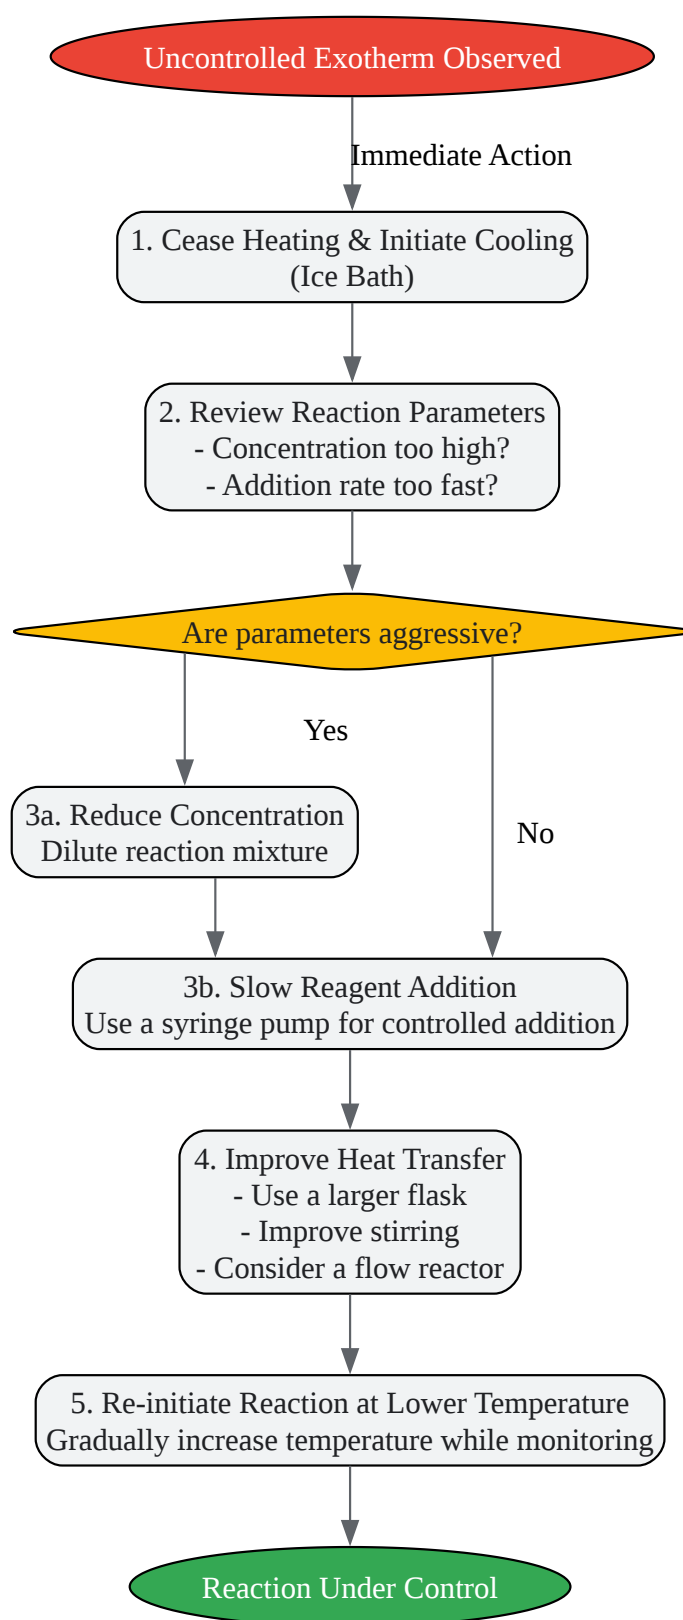 Uncontrolled Exotherm Observed
Immediate Action
1. Cease Heating & Initiate Cooling
(Ice Bath)
2. Review Reaction Parameters
- Concentration too high?
- Addition rate too fast?
Are parameters aggressive?
Yes
3a. Reduce Concentration
Dilute reaction mixture
No
3b. Slow Reagent Addition
Use a syringe pump for controlled addition
4. Improve Heat Transfer
- Use a larger flask
- Improve stirring
- Consider a flow reactor
5. Re-initiate Reaction at Lower Temperature
Gradually increase temperature while monitoring
Reaction Under Control